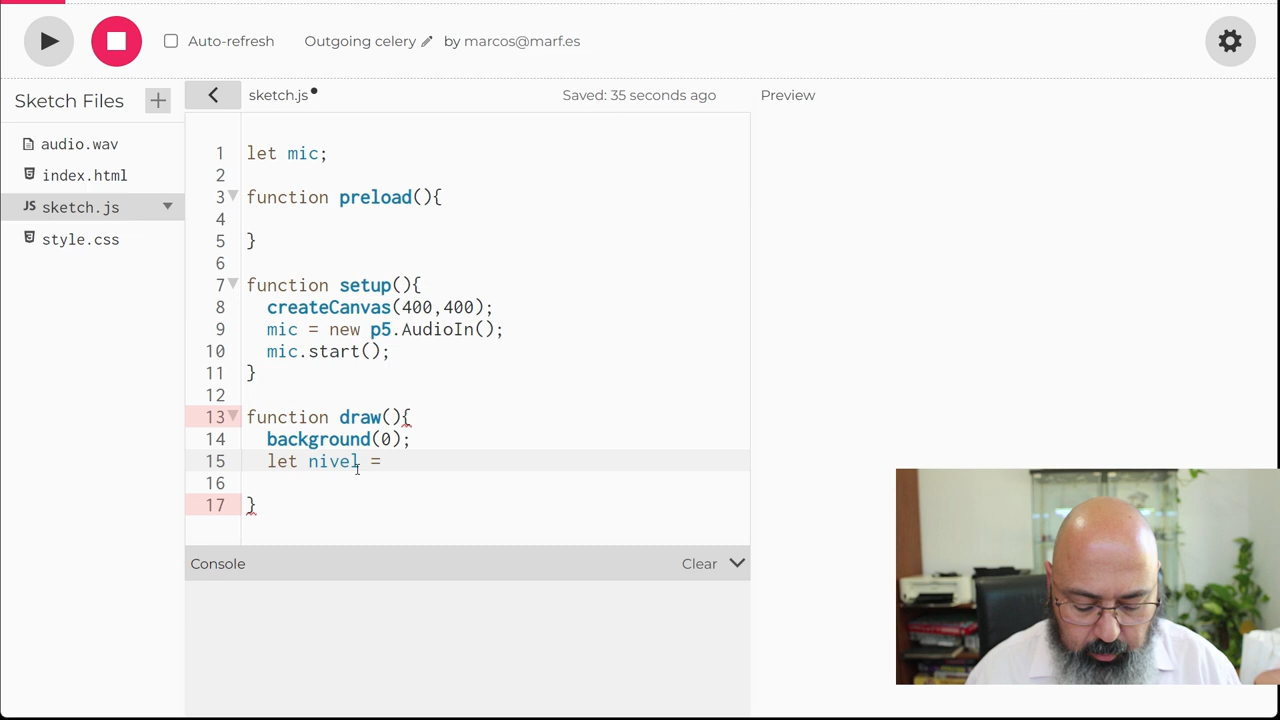 Auto-refresh Outgoing celery by marcos@marf.es
Sketch Files
audio.wav
index.html
JS sketch.js
style.css
sketch.js Saved: 35 seconds ago
1 let mic;
2
3 function preload(){
4
5 }
6
7 function setup(){
8 createCanvas(400,400);
9 mic = new p5.AudioIn();
10 mic.start();
11 }
12
13 function draw(){
14 background(0);
15 let nivel =
16
17 }
Console Clear
Preview